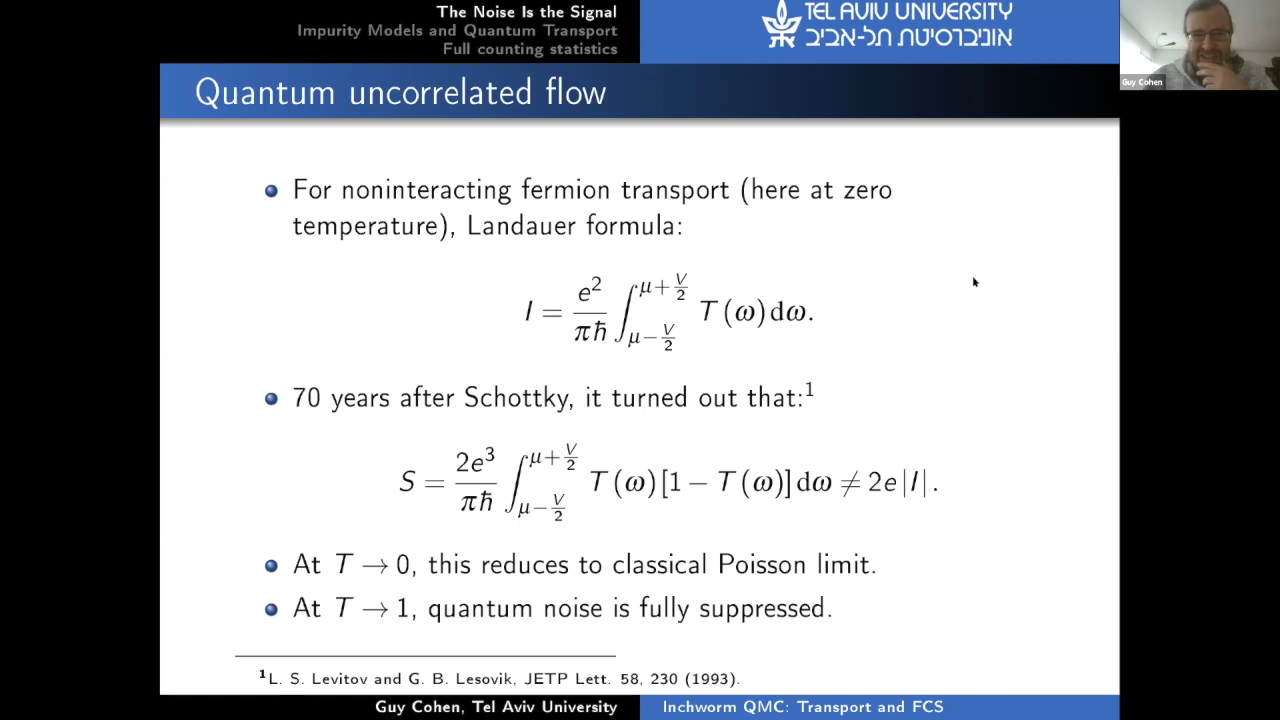 The Noise Is the Signal
Impurity Models and Quantum Transport
Full counting statistics
TEL AVIV UNIVERSITY
אוניברסיטת תל-אביב
Guy Cohen
Quantum uncorrelated flow
For noninteracting fermion transport (here at zero
temperature), Landauer formula:
I = e²/πħ ∫_{μ−V/2}^{μ+V/2} T(ω)dω.
70 years after Schottky, it turned out that:¹
S = 2e³/πħ ∫_{μ−V/2}^{μ+V/2} T(ω)[1 − T(ω)]dω ≠ 2e|I|.
At T → 0, this reduces to classical Poisson limit.
At T → 1, quantum noise is fully suppressed.
¹L. S. Levitov and G. B. Lesovik, JETP Lett. 58, 230 (1993).
Guy Cohen, Tel Aviv University
Inchworm QMC: Transport and FCS